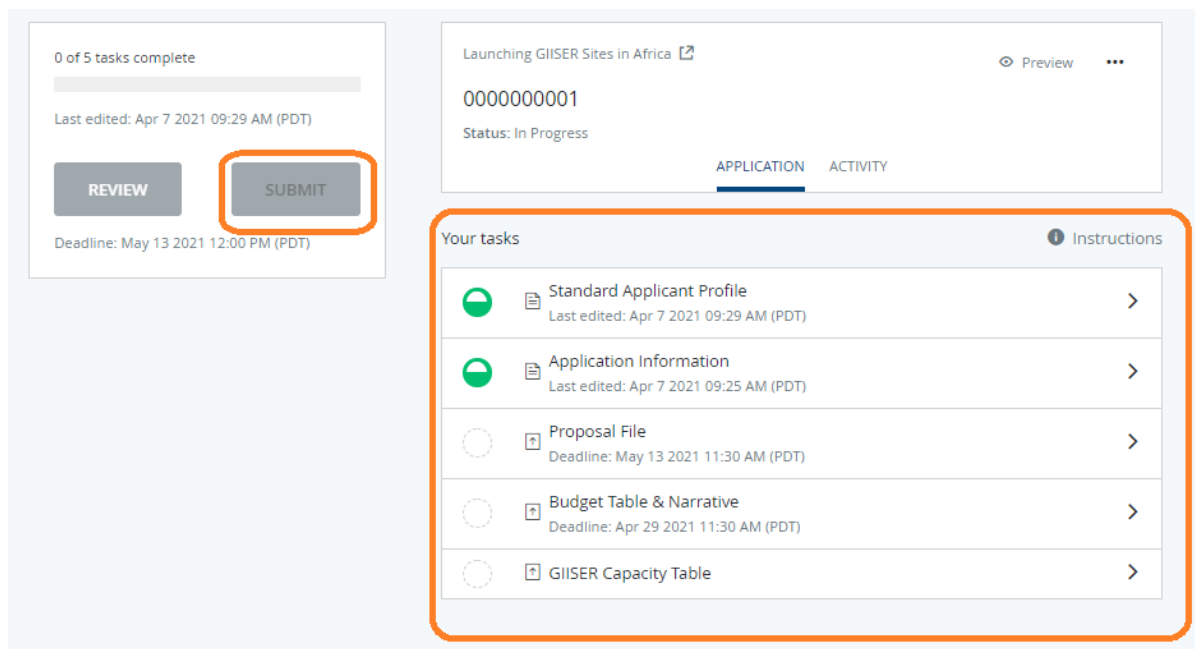 0 of 5 tasks complete
Last edited: Apr 7 2021 09:29 AM (PDT)
REVIEW
SUBMIT
Deadline: May 13 2021 12:00 PM (PDT)
Launching GIISER Sites in Africa
Preview
0000000001
Status: In Progress
APPLICATION
ACTIVITY
Your tasks
Instructions
Standard Applicant Profile
Last edited: Apr 7 2021 09:29 AM (PDT)
Application Information
Last edited: Apr 7 2021 09:25 AM (PDT)
Proposal File
Deadline: May 13 2021 11:30 AM (PDT)
Budget Table & Narrative
Deadline: Apr 29 2021 11:30 AM (PDT)
GIISER Capacity Table